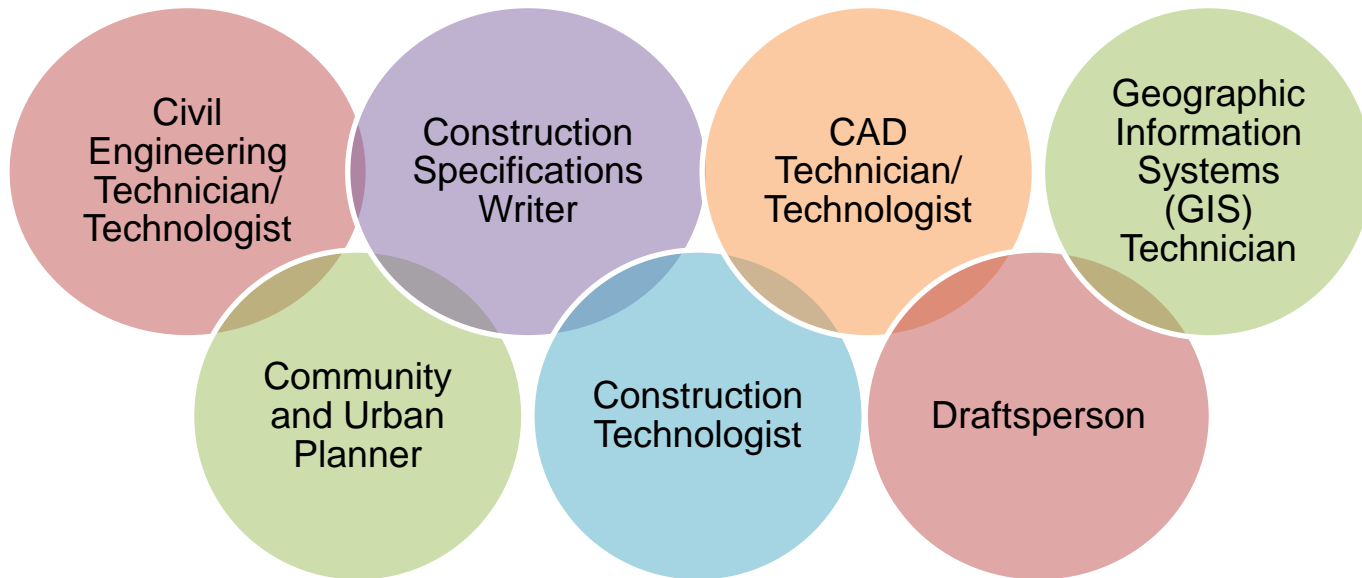 Civil
Engineering
Technician/
Technologist
Construction
Specifications
Writer
CAD
Technician/
Technologist
Geographic
Information
Systems
(GIS)
Technician
Community
and Urban
Planner
Construction
Technologist
Draftsperson